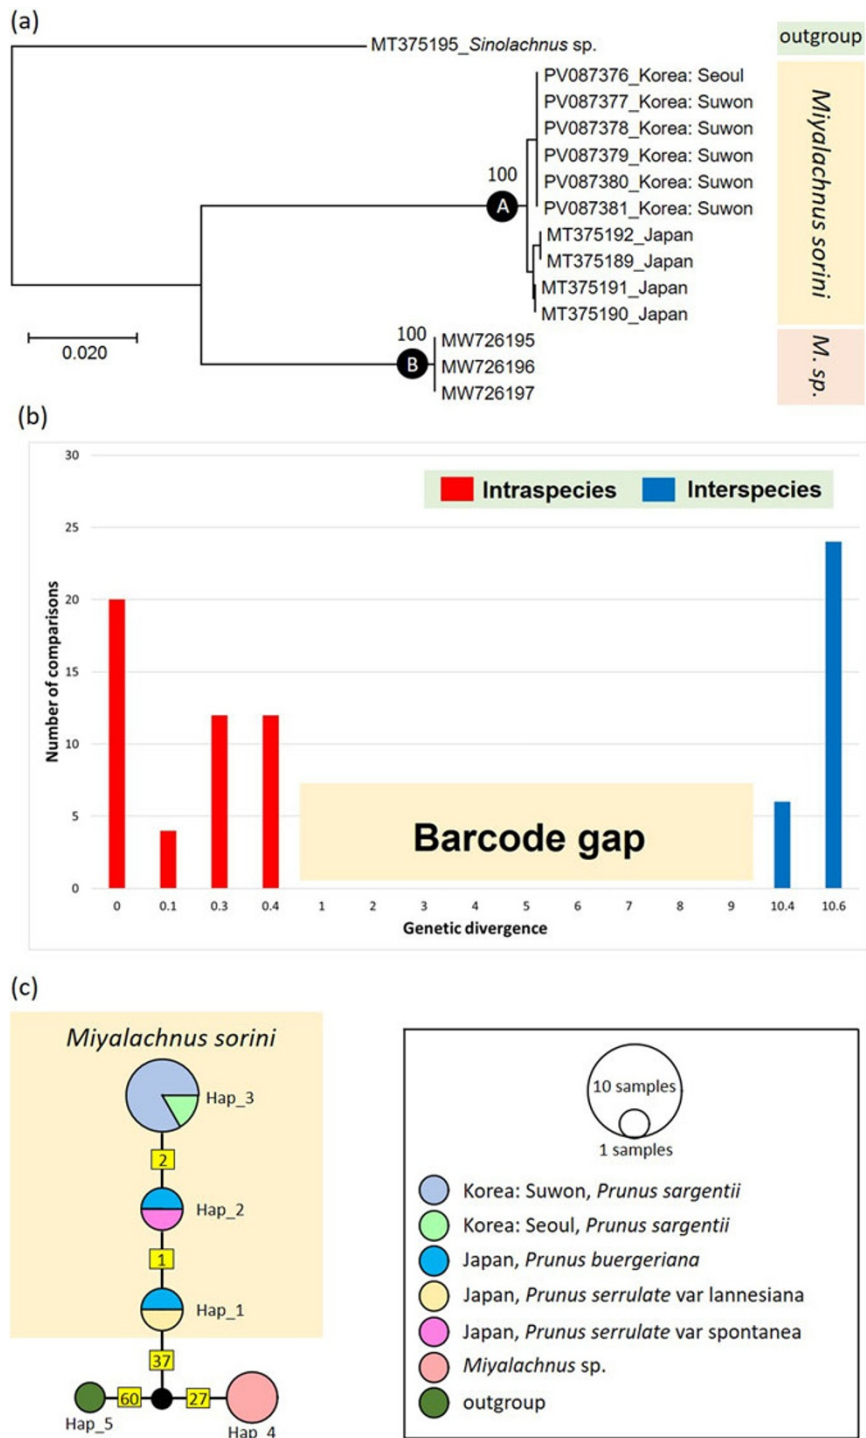 (a)
MT375195_Sinolachnus sp.
outgroup
PV087376_Korea: Seoul
PV087377_Korea: Suwon
PV087378_Korea: Suwon
PV087379_Korea: Suwon
PV087380_Korea: Suwon
PV087381_Korea: Suwon
100
A
MT375192_Japan
MT375189_Japan
MT375191_Japan
MT375190_Japan
Miyalachnus sorini
0.020
100
B
MW726195
MW726196
MW726197
M. sp.
(b)
30
25
20
15
10
5
0
Number of comparisons
Intraspecies
Interspecies
Barcode gap
0 0.1 0.3 0.4 1 2 3 4 5 6 7 8 9 10.4 10.6
Genetic divergence
(c)
Miyalachnus sorini
Hap_3
2
Hap_2
1
Hap_1
37
60
27
Hap_5
Hap_4
10 samples
1 samples
Korea: Suwon, Prunus sargentii
Korea: Seoul, Prunus sargentii
Japan, Prunus buergeriana
Japan, Prunus serrulate var lannesiana
Japan, Prunus serrulate var spontanea
Miyalachnus sp.
outgroup